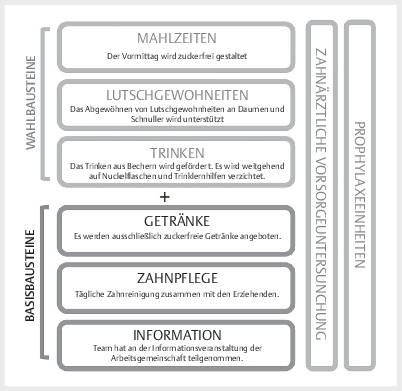 WAHLBAUSTEINE
MAHLZEITEN
Der Vormittag wird zuckerfrei gestaltet
LUTSCHGEWOHNEITEN
Das Abgewöhnen von Lutschgewohnheiten an Daumen und
Schnuller wird unterstützt
TRINKEN
Das Trinken aus Bechern wird gefördert. Es wird weitgehend
auf Nuckelflaschen und Trinklernhilfen verzichtet.
+
BASISBAUSTEINE
GETRÄNKE
Es werden ausschließlich zuckerfreie Getränke angeboten.
ZAHNPFLEGE
Tägliche Zahnreinigung zusammen mit den Erziehenden.
INFORMATION
Team hat an der Informationsveranstaltung der
Arbeitsgemeinschaft teilgenommen.
ZAHNÄRZTLICHE VORSORGEUNTERSUNCHUNG
PROPHYLAXEEINHEITEN